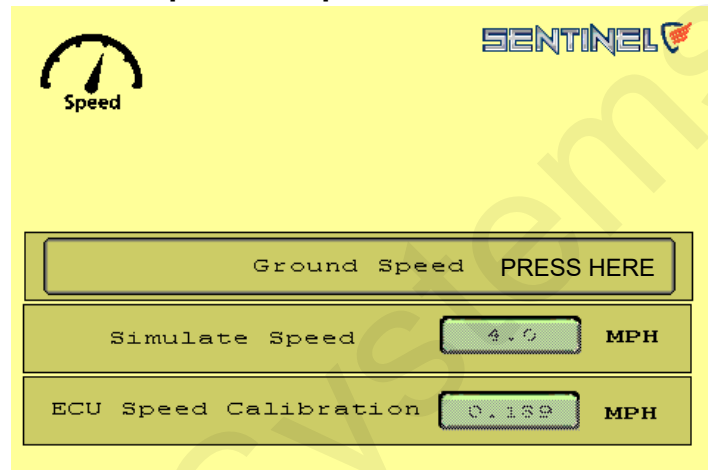 SENTINEL
Speed
Ground Speed PRESS HERE
Simulate Speed 4.0 MPH
ECU Speed Calibration 0.139 MPH